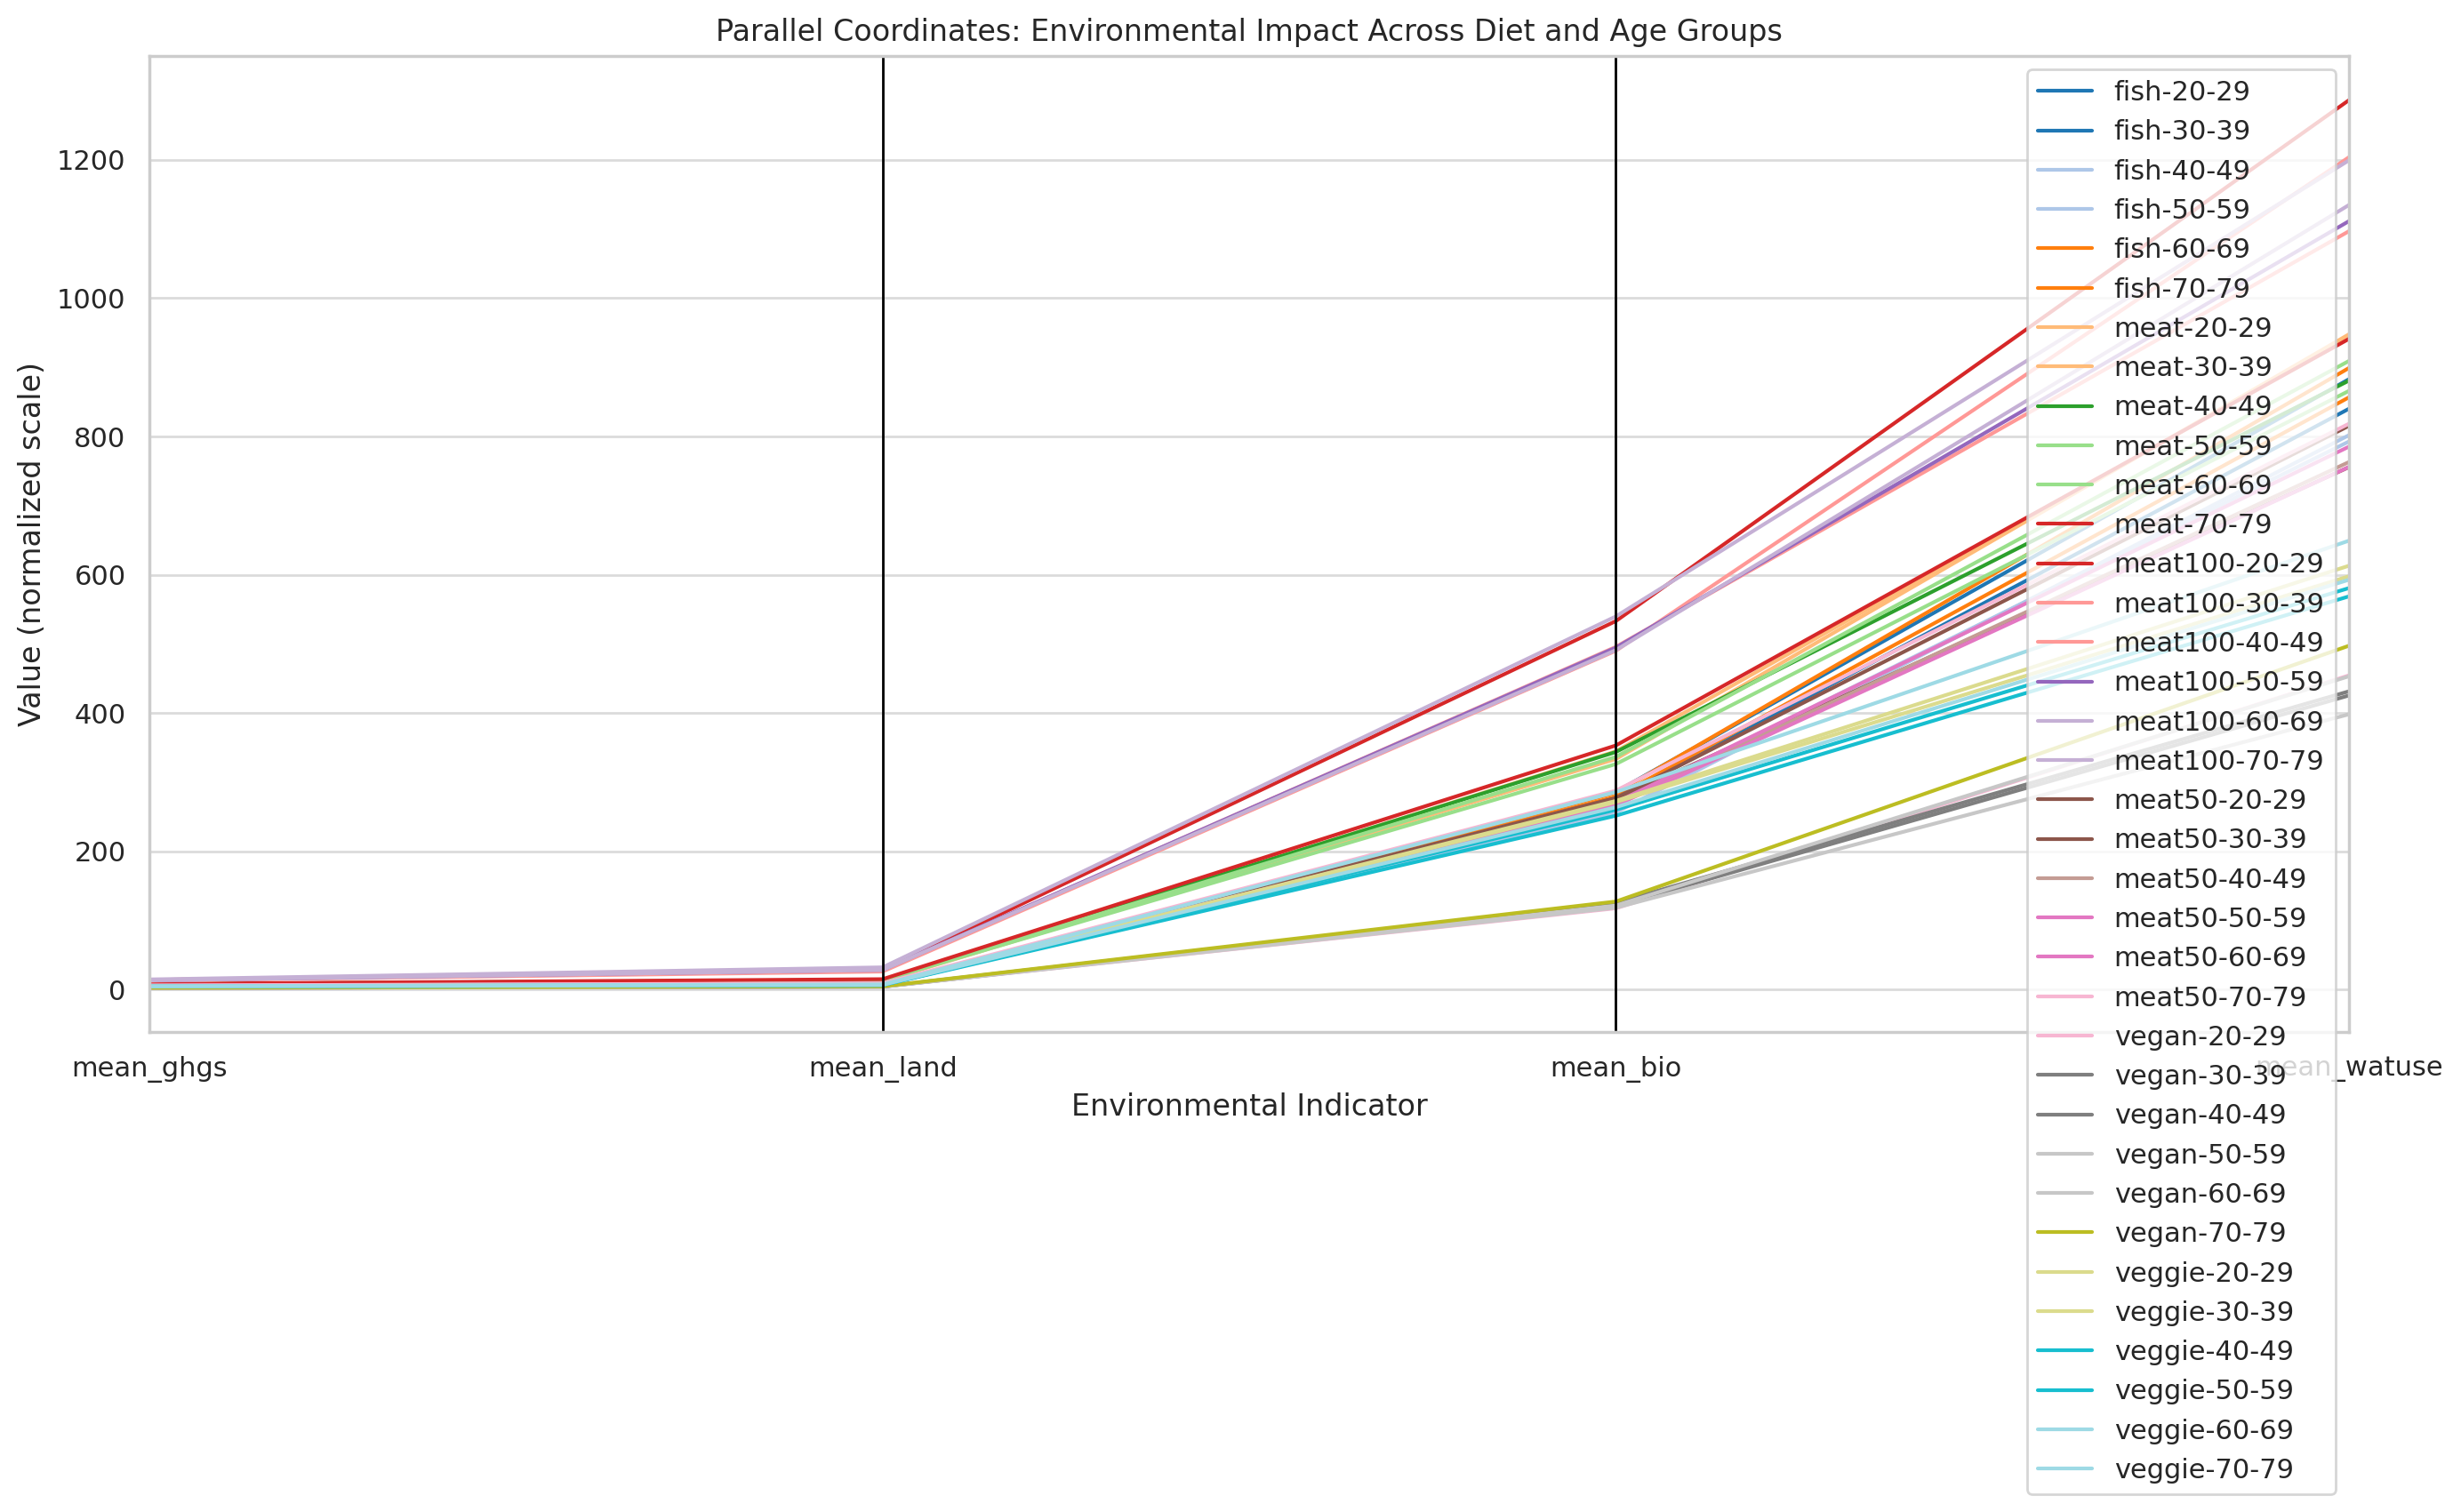 Parallel Coordinates: Environmental Impact Across Diet and Age Groups
Value (normalized scale)
1200
1000
800
600
400
200
0
mean_ghgs
mean_land
mean_bio
mean_watuse
Environmental Indicator
fish-20-29
fish-30-39
fish-40-49
fish-50-59
fish-60-69
fish-70-79
meat-20-29
meat-30-39
meat-40-49
meat-50-59
meat-60-69
meat-70-79
meat100-20-29
meat100-30-39
meat100-40-49
meat100-50-59
meat100-60-69
meat100-70-79
meat50-20-29
meat50-30-39
meat50-40-49
meat50-50-59
meat50-60-69
meat50-70-79
vegan-20-29
vegan-30-39
vegan-40-49
vegan-50-59
vegan-60-69
vegan-70-79
veggie-20-29
veggie-30-39
veggie-40-49
veggie-50-59
veggie-60-69
veggie-70-79